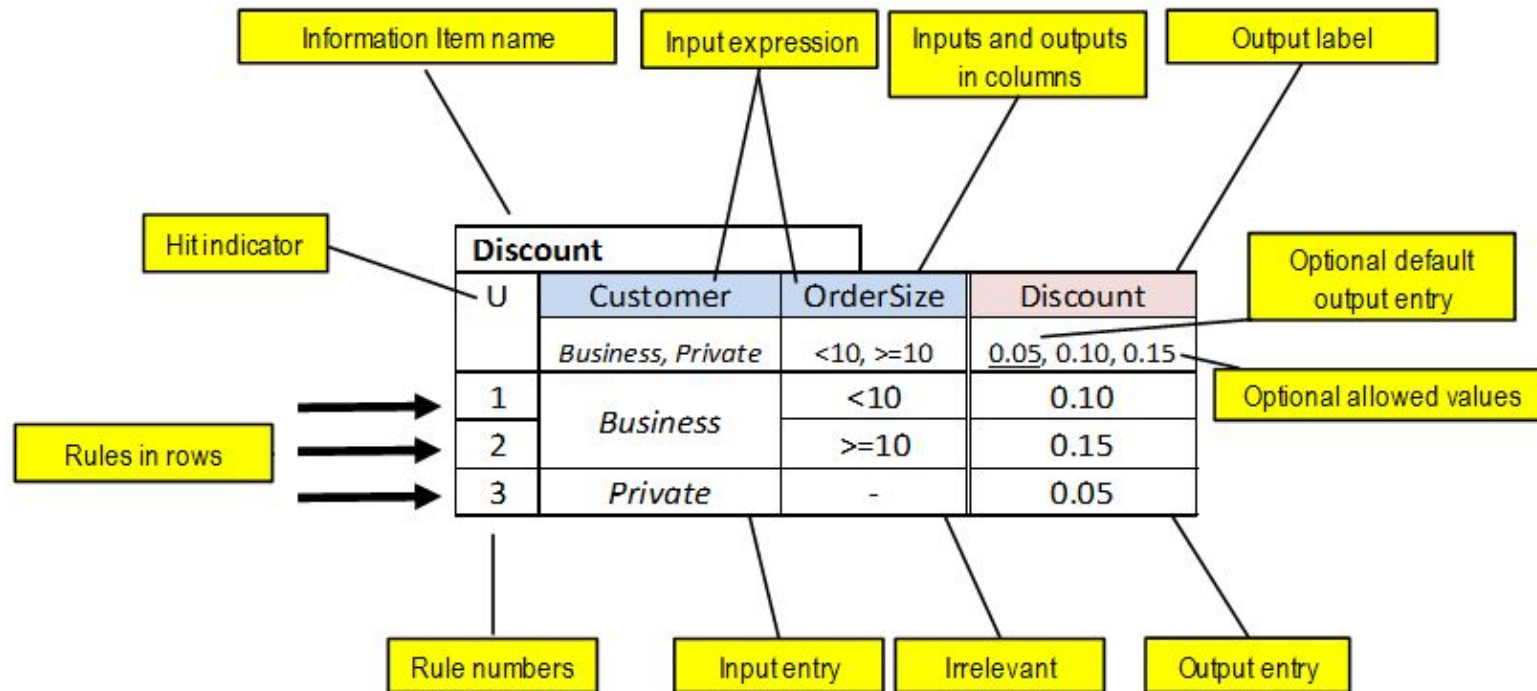 Information Item name
Input expression
Inputs and outputs
in columns
Output label
Hit indicator
Discount
Optional default
output entry
U Customer OrderSize Discount
Business, Private <10, >=10 0.05, 0.10, 0.15
Optional allowed values
1 Business <10 0.10
2 >=10 0.15
3 Private - 0.05
Rules in rows
Rule numbers
Input entry
Irrelevant
Output entry